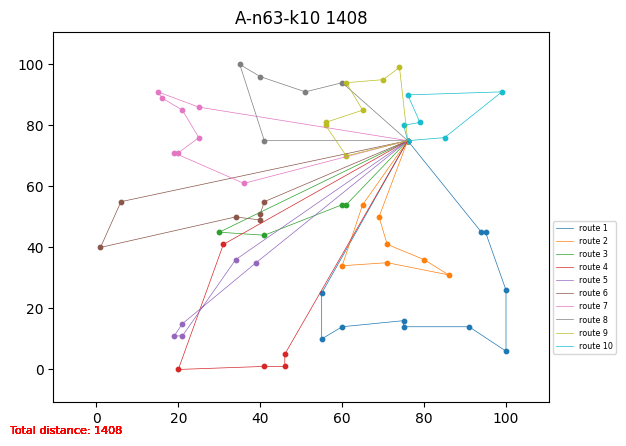 A-n63-k10 1408
100
80
60
40
20
0
0 20 40 60 80 100
route 1
route 2
route 3
route 4
route 5
route 6
route 7
route 8
route 9
route 10
Total distance: 1408